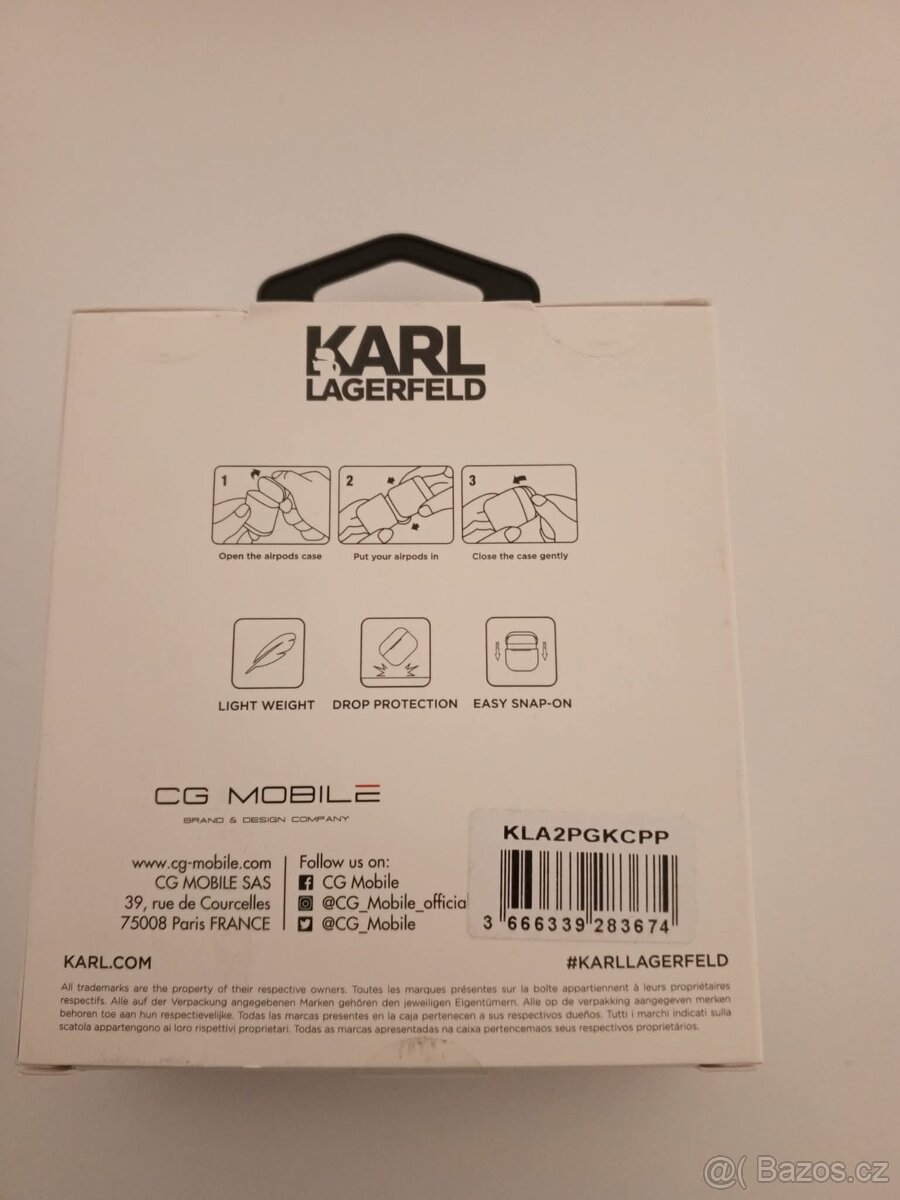 KARL
LAGERFELD
1 2 3
Open the airpods case Put your airpods in Close the case gently
LIGHT WEIGHT DROP PROTECTION EASY SNAP-ON
CG MOBILE
BRAND & DESIGN COMPANY
KLA2PGKCPP
www.cg-mobile.com Follow us on:
CG MOBILE SAS CG Mobile
39, rue de Courcelles @CG_Mobile_officia
75008 Paris FRANCE @CG_Mobile
3 666339 283674
KARL.COM #KARLLAGERFELD
All trademarks are the property of their respective owners. Toutes les marques présentes sur la boîte appartiennent à leurs propriétaires
respectifs. Alle auf der Verpackung angegebenen Marken gehören den jeweiligen Eigentümern. Alle op de verpakking aangegeven merken
behoren toe aan hun respectievelijke. Todas las marcas presentes en la caja pertenecen a sus respectivos dueños. Tutti i marchi indicati sulla
scatola appartengono ai loro rispettivi proprietari. Todas as marcas apresentadas na caixa pertencemaos seus respectivos proprietários.
@( Bazos.cz